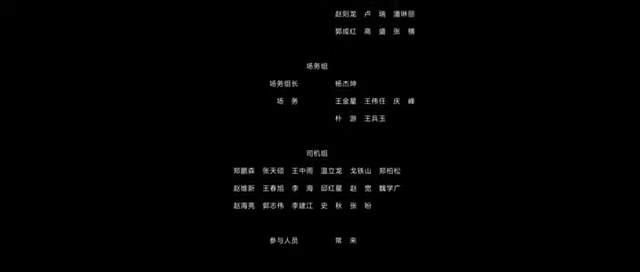 赵则龙 卢 瑞 潘琳丽
郭成红 高 盛 张 横
场务组
场务组长 杨杰坤
场 务 王金星 王伟任 庆 峰
朴 游 王兵玉
司机组
郑鹏森 张天硕 王中雨 温立龙 戈铁山 郑柏松
赵维新 王春旭 李 海 邱红星 赵 宽 魏学广
赵海亮 郭志伟 李建江 史 秋 张 盼
参与人员 常 来